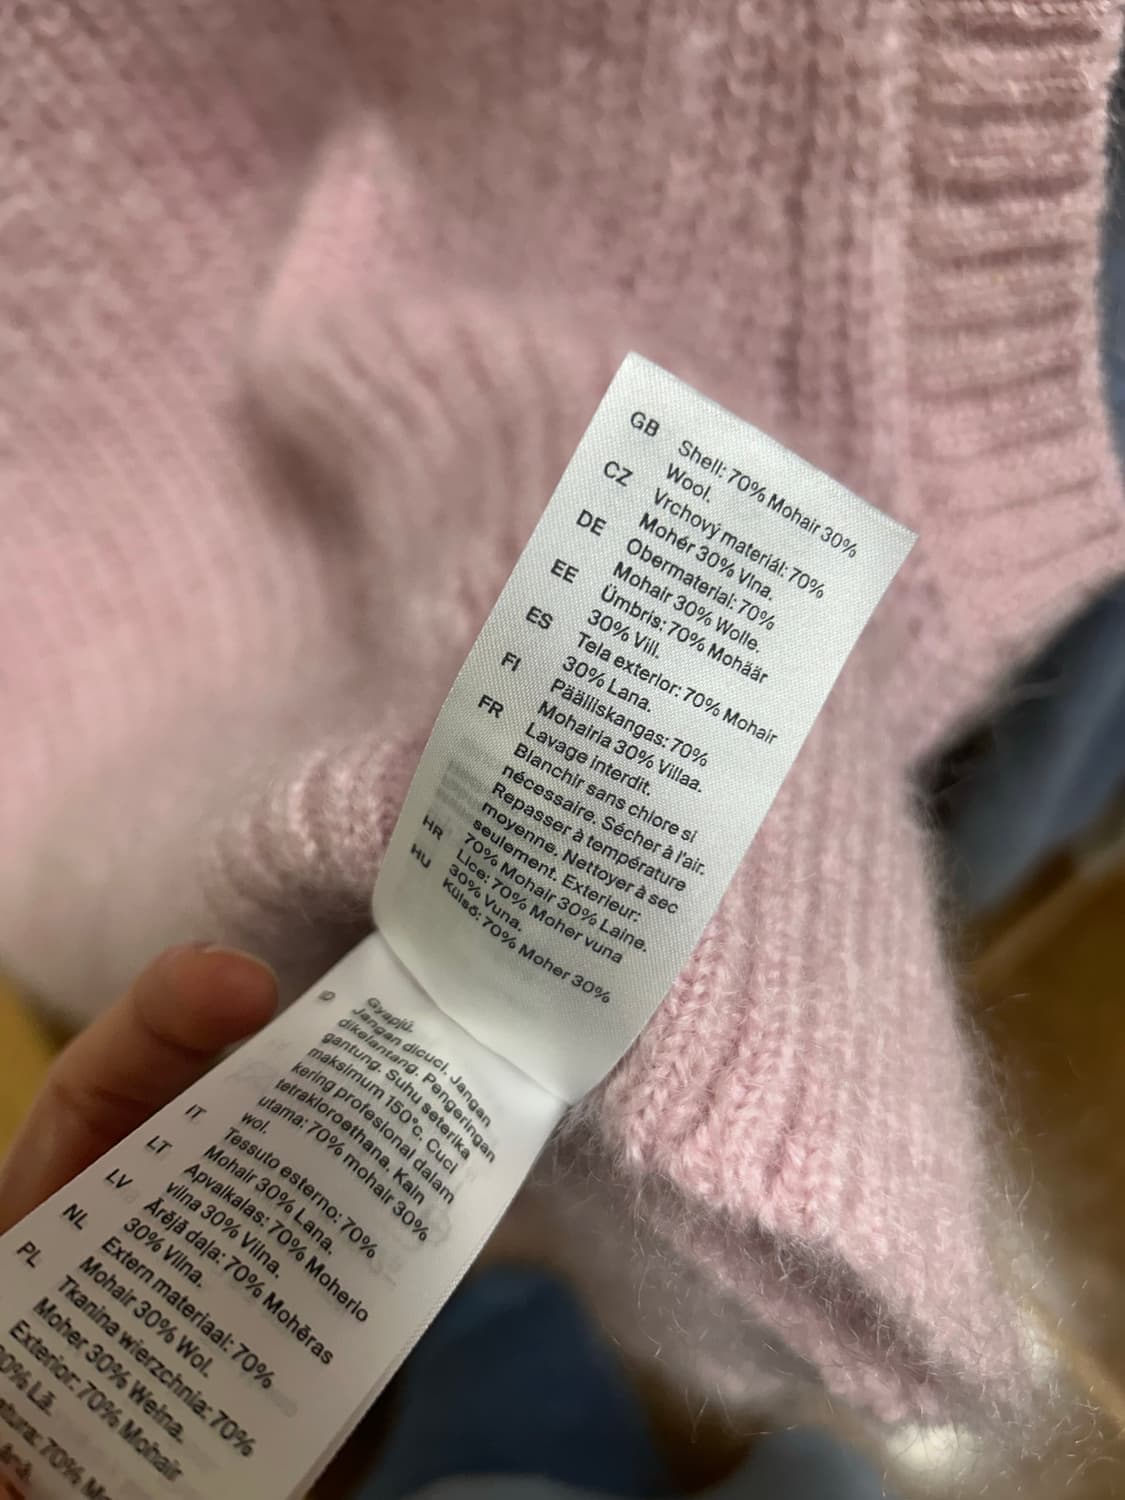 GB Shell: 70% Mohair 30%
Wool.
CZ Vrchový materiál: 70%
Mohér 30% Vlna.
DE Obermaterial: 70%
Mohair 30% Wolle.
EE Ümbris: 70% Mohäär
30% Vill.
ES Tela exterior: 70% Mohair
30% Lana.
FI Päälliskangas: 70%
Mohairia 30% Villaa.
FR Lavage interdit.
Blanchir sans chlore si
nécessaire. Sécher à l'air.
Repasser à température
moyenne. Nettoyer à sec
seulement. Exterieur:
70% Mohair 30% Laine.
HR Lice: 70% Moher vuna
30% Vuna.
HU Külső: 70% Moher 30%
Gyapjú.
ID Jangan dicuci. Jangan
dikelantang. Pengeringan
gantung. Suhu seterika
maksimum 150°c. Cuci
kering profesional dalam
tetrakloroethana. Kain
utama: 70% mohair 30%
wol.
IT Tessuto esterno: 70%
Mohair 30% Lana.
LT Apvalkalas: 70% Moherio
vilna 30% Vilna.
LV Ārējā daļa: 70% Mohēras
30% Vilna.
NL Extern materiaal: 70%
Mohair 30% Wol.
PL Tkanina wierzchnia: 70%
Moher 30% Wełna.
Exterior: 70% Mohair
30% Lã.
70%